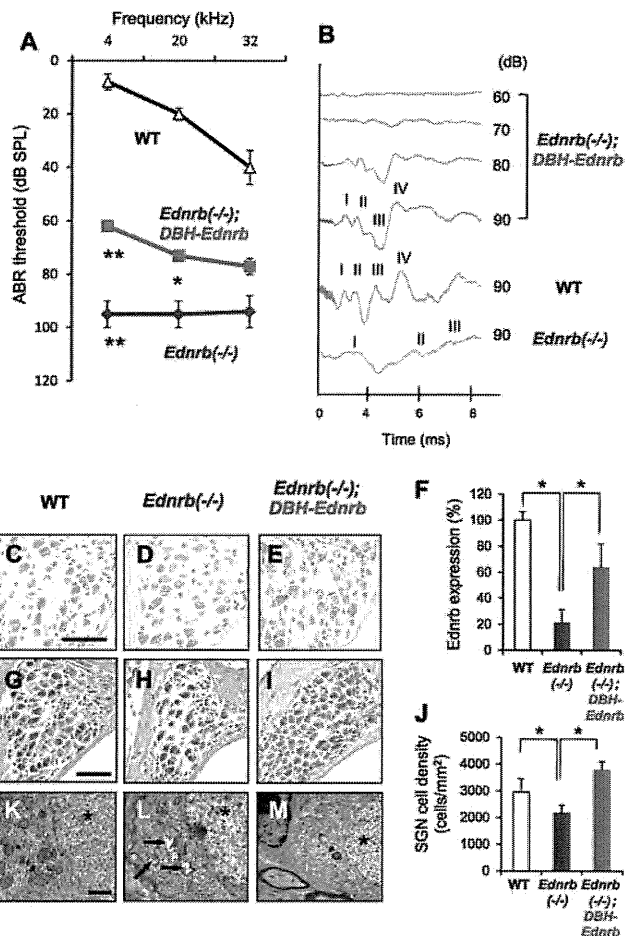 A
Frequency (kHz)
4 20 32
0
20
40
60
80
100
120
ABR threshold (dB SPL)
WT
Ednrb(-/-);
DBH-Ednrb
**
*
**
Ednrb(-/-)
B
(dB)
60
70
80
90
90
90
Ednrb(-/-);
DBH-Ednrb
WT
Ednrb(-/-)
I II III IV
I II III IV
I II III
0 4 6 8
Time (ms)
WT
Ednrb(-/-)
Ednrb(-/-);
DBH-Ednrb
C
D
E
G
H
I
K
*
L
*
M
*
F
Ednrb expression (%)
120
100
80
60
40
20
0
*
*
WT
Ednrb
(-/-)
Ednrb
(-/-);
DBH-
Ednrb
J
SGN cell density
(cells/mm²)
5000
4000
3000
2000
1000
0
*
*
WT
Ednrb
(-/-)
Ednrb
(-/-);
DBH-
Ednrb